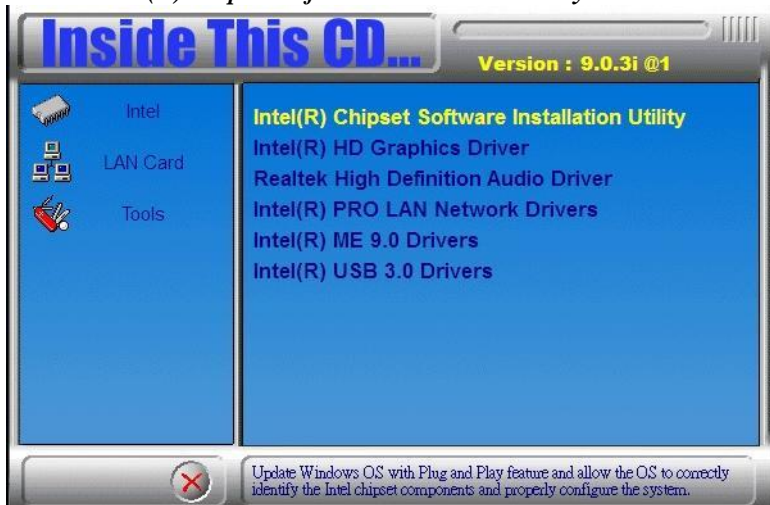 Inside This CD...
Version : 9.0.3i @1
Intel
LAN Card
Tools
Intel(R) Chipset Software Installation Utility
Intel(R) HD Graphics Driver
Realtek High Definition Audio Driver
Intel(R) PRO LAN Network Drivers
Intel(R) ME 9.0 Drivers
Intel(R) USB 3.0 Drivers
Update Windows OS with Plug and Play feature and allow the OS to correctly
identify the Intel chipset components and properly configure the system.